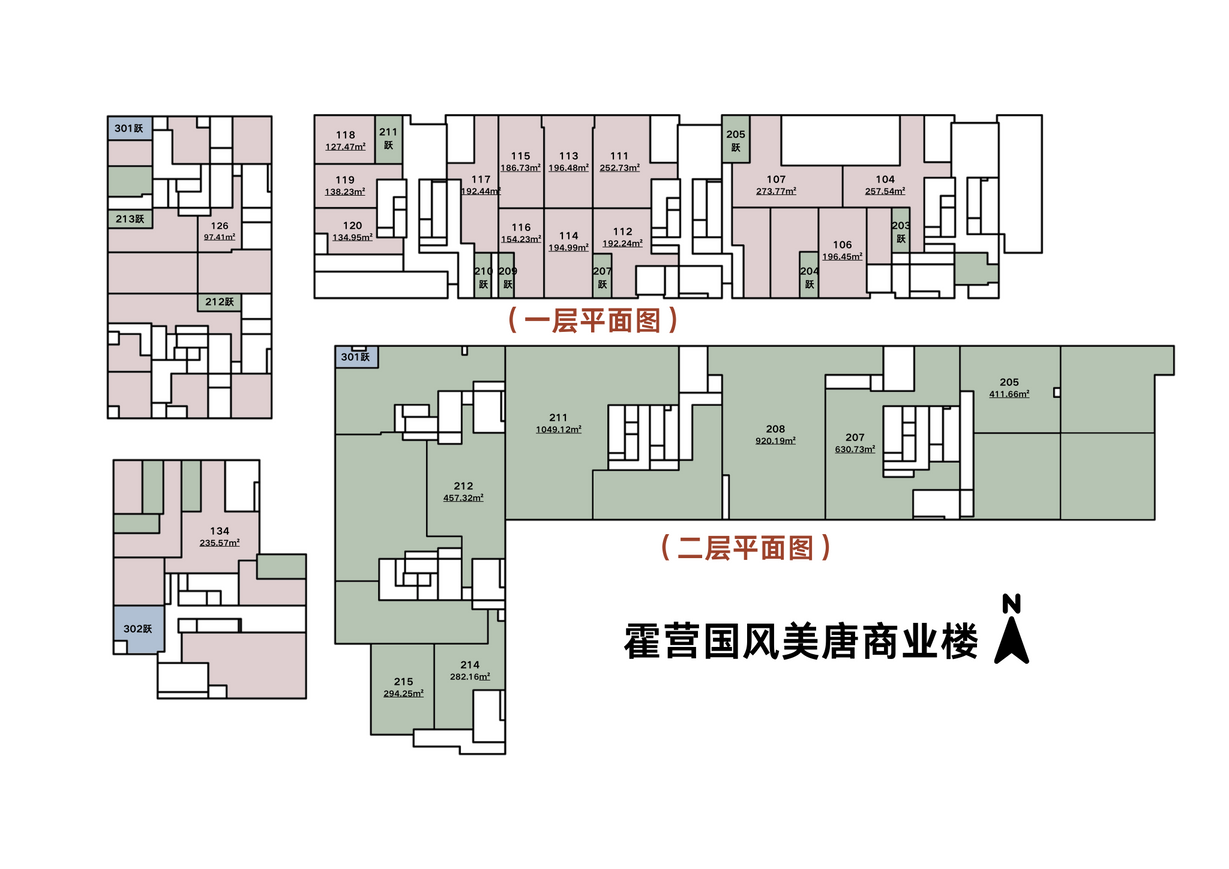 301跃
213跃
126
97.41m²
212跃
118
127.47m²
211
跃
119
138.23m²
120
134.95m²
117
192.44m²
115
186.73m²
113
196.48m²
111
252.73m²
116
154.23m²
114
194.99m²
112
192.24m²
210
跃
209
跃
207
跃
205
跃
107
273.77m²
104
257.54m²
106
196.45m²
203
跃
204
跃
(一层平面图)
301跃
211
1049.12m²
208
920.19m²
207
630.73m²
205
411.66m²
212
457.32m²
(二层平面图)
215
294.25m²
214
282.16m²
134
235.57m²
302跃
N
霍营国风美唐商业楼